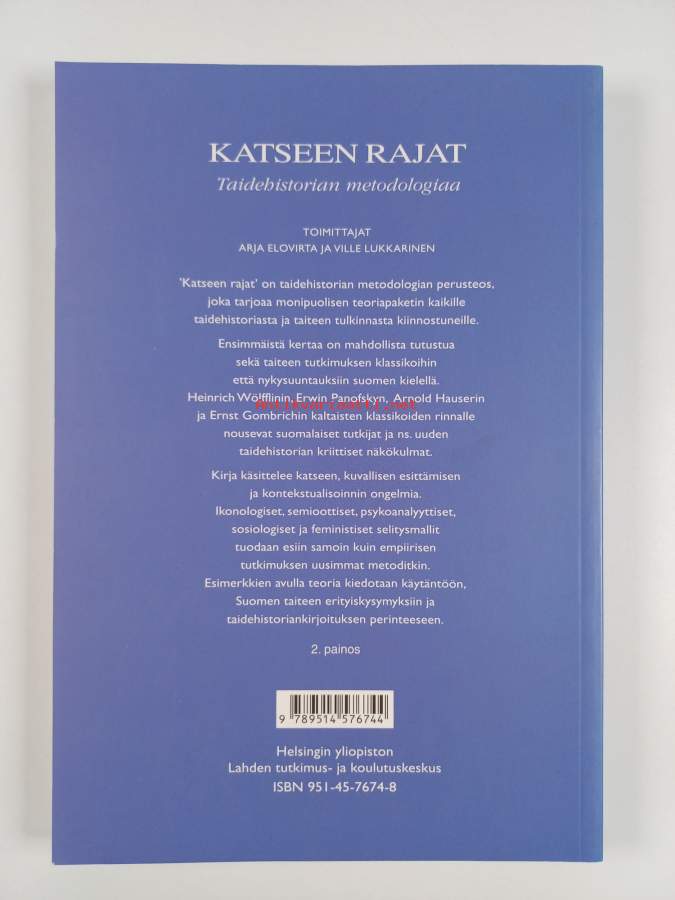 KATSEEN RAJAT
Taidehistorian metodologiaa
TOIMITTAJAT
ARJA ELOVIRTA JA VILLE LUKKARINEN
'Katseen rajat' on taidehistorian metodologian perusteos,
joka tarjoaa monipuolisen teoriapaketin kaikille
taidehistoriasta ja taiteen tulkinnasta kiinnostuneille.
Ensimmäistä kertaa on mahdollista tutustua
sekä taiteen tutkimuksen klassikoihin
että nykysuuntauksiin suomen kielellä.
Heinrich Wölfflinin, Erwin Panofskyn, Arnold Hauserin
Antikvariaatti.net
ja Ernst Gombrichin kaltaisten klassikoiden rinnalle
nousevat suomalaiset tutkijat ja ns. uuden
taidehistorian kriittiset näkökulmat.
Kirja käsittelee katseen, kuvallisen esittämisen
ja kontekstualisoinnin ongelmia.
Ikonologiset, semioottiset, psykoanalyyttiset,
sosiologiset ja feministiset selitysmallit
tuodaan esiin samoin kuin empiirisen
tutkimuksen uusimmat metoditkin.
Esimerkkien avulla teoria kiedotaan käytäntöön,
Suomen taiteen erityiskysymyksiin ja
taidehistoriankirjoituksen perinteeseen.
2. painos
9 789514 576744
Helsingin yliopiston
Lahden tutkimus- ja koulutuskeskus
ISBN 951-45-7674-8